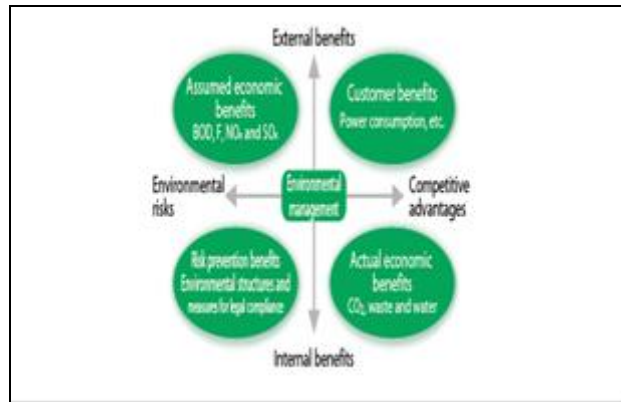 External benefits
Assumed economic
benefits
BOD, F, NOx and SOx
Customer benefits
Power consumption, etc.
Environmental
risks
Environmental
management
Competitive
advantages
Risk prevention benefits
Environmental structures and
measures for legal compliance
Actual economic
benefits
CO₂, waste and water
Internal benefits